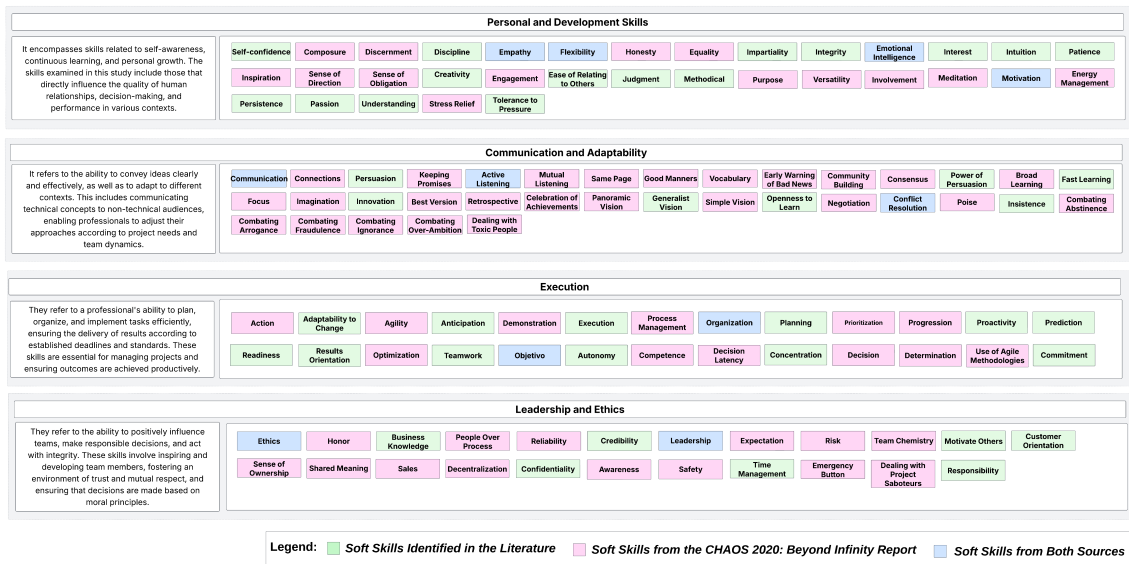 Personal and Development Skills
It encompasses skills related to self-awareness,
continuous learning, and personal growth. The
skills examined in this study include those that
directly influence the quality of human
relationships, decision-making, and
performance in various contexts.
Self-confidence Composure Discernment Discipline Empathy Flexibility Honesty Equality Impartiality Integrity Emotional Intelligence Interest Intuition Patience
Inspiration Sense of Direction Sense of Obligation Creativity Engagement Ease of Relating to Others Judgment Methodical Purpose Versatility Involvement Meditation Motivation Energy Management
Persistence Passion Understanding Stress Relief Tolerance to Pressure
Communication and Adaptability
It refers to the ability to convey ideas clearly
and effectively, as well as to adapt to different
contexts. This includes communicating
technical concepts to non-technical audiences,
enabling professionals to adjust their
approaches according to project needs and
team dynamics.
Communication Connections Persuasion Keeping Promises Active Listening Mutual Listening Same Page Good Manners Vocabulary Early Warning of Bad News Community Building Consensus Power of Persuasion Broad Learning Fast Learning
Focus Imagination Innovation Best Version Retrospective Celebration of Achievements Panoramic Vision Generalist Vision Simple Vision Openness to Learn Negotiation Conflict Resolution Poise Insistence Combating Abstinence
Combating Arrogance Combating Fraudulence Combating Ignorance Combating Over-Ambition Dealing with Toxic People
Execution
They refer to a professional's ability to plan,
organize, and implement tasks efficiently,
ensuring the delivery of results according to
established deadlines and standards. These
skills are essential for managing projects and
ensuring outcomes are achieved productively.
Action Adaptability to Change Agility Anticipation Demonstration Execution Process Management Organization Planning Prioritization Progression Proactivity Prediction
Readiness Results Orientation Optimization Teamwork Objetivo Autonomy Competence Decision Latency Concentration Decision Determination Use of Agile Methodologies Commitment
Leadership and Ethics
They refer to the ability to positively influence
teams, make responsible decisions, and act
with integrity. These skills involve inspiring and
developing team members, fostering an
environment of trust and mutual respect, and
ensuring that decisions are made based on
moral principles.
Ethics Honor Business Knowledge People Over Process Reliability Credibility Leadership Expectation Risk Team Chemistry Motivate Others Customer Orientation
Sense of Ownership Shared Meaning Sales Decentralization Confidentiality Awareness Safety Time Management Emergency Button Dealing with Project Saboteurs Responsibility
Legend: Soft Skills Identified in the Literature Soft Skills from the CHAOS 2020: Beyond Infinity Report Soft Skills from Both Sources